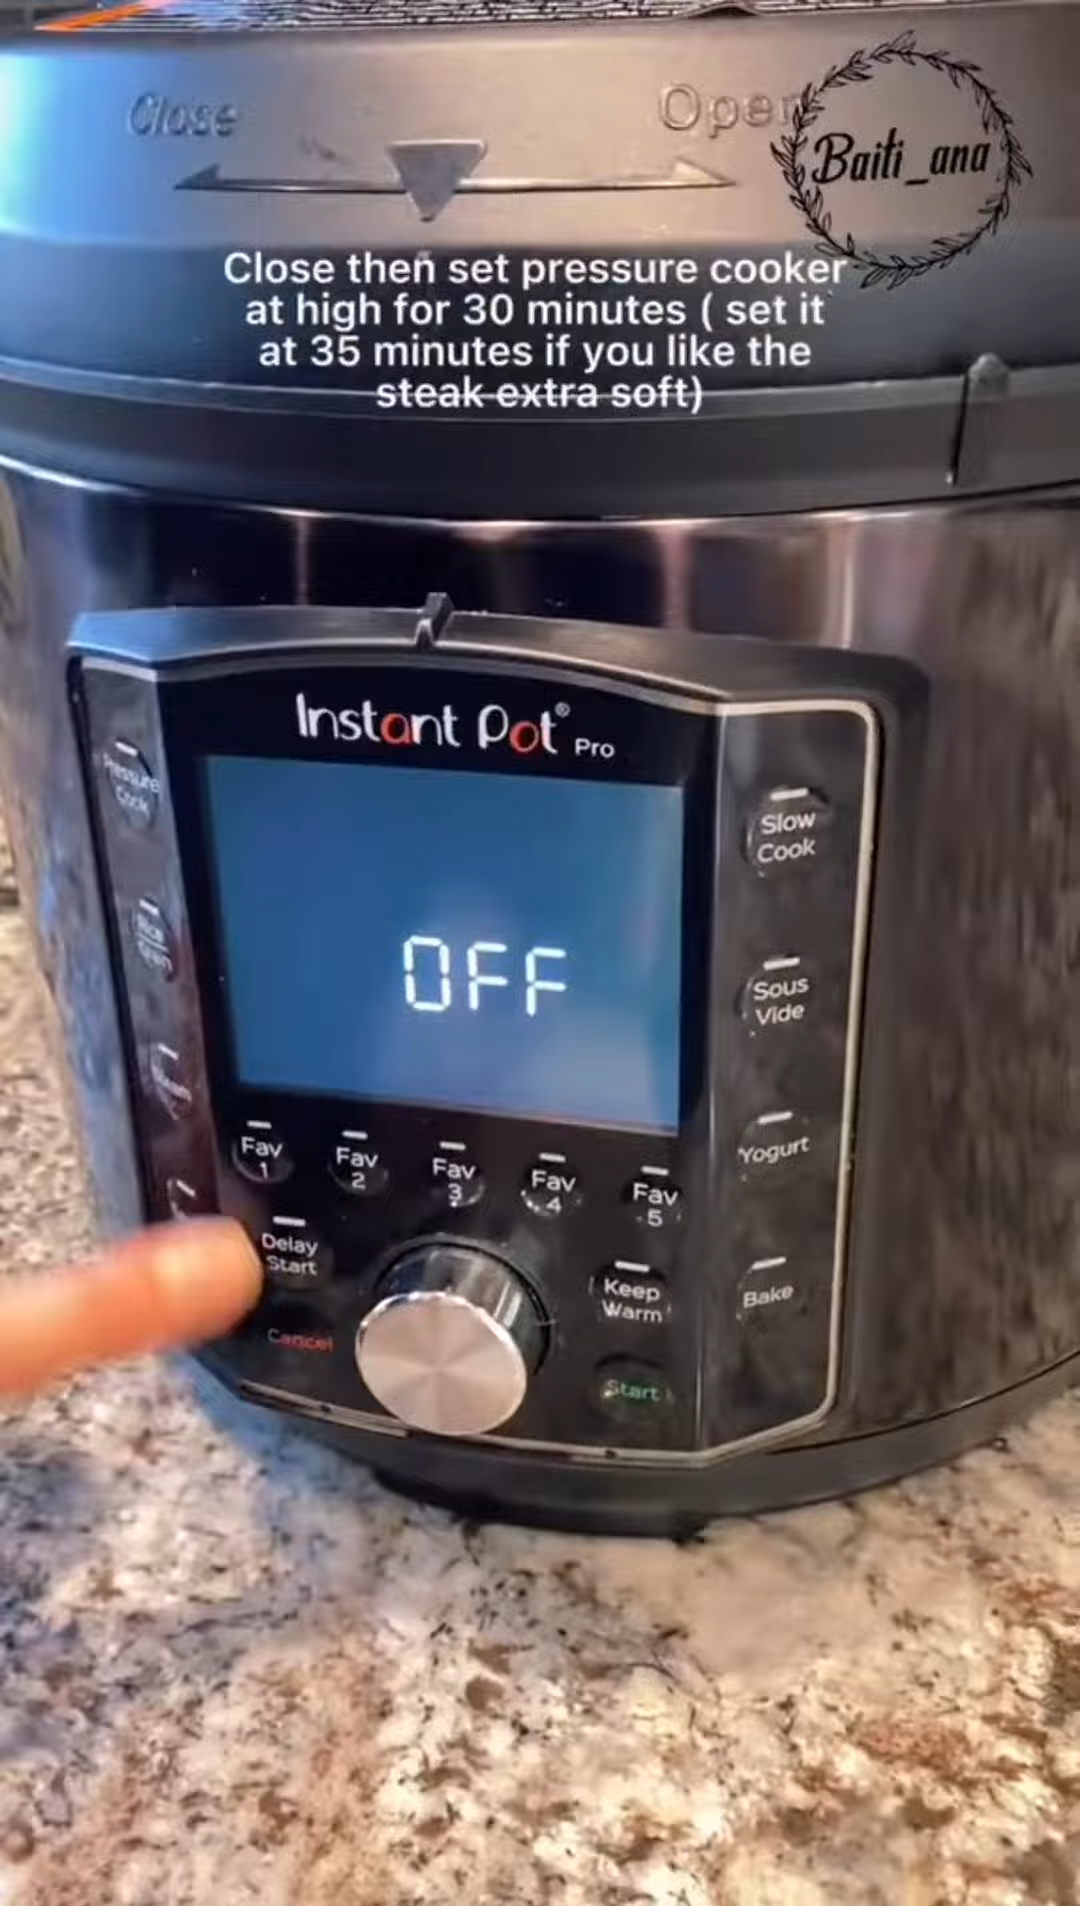 Close
Open
Baiti_ana
Close then set pressure cooker
at high for 30 minutes ( set it
at 35 minutes if you like the
steak extra soft)
Instant Pot® Pro
Pressure
Cook
Slow
Cook
OFF
Sous
Vide
Fav
1
Fav
2
Fav
3
Fav
4
Fav
5
Yogurt
Delay
Start
Keep
Warm
Bake
Cancel
Start